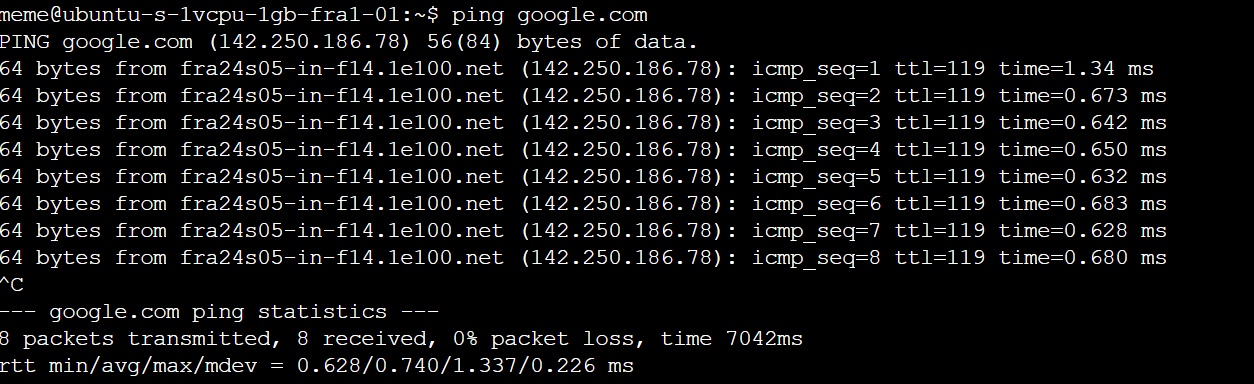 meme@ubuntu-s-1vcpu-1gb-fra1-01:~$ ping google.com
PING google.com (142.250.186.78) 56(84) bytes of data.
64 bytes from fra24s05-in-f14.1e100.net (142.250.186.78): icmp_seq=1 ttl=119 time=1.34 ms
64 bytes from fra24s05-in-f14.1e100.net (142.250.186.78): icmp_seq=2 ttl=119 time=0.673 ms
64 bytes from fra24s05-in-f14.1e100.net (142.250.186.78): icmp_seq=3 ttl=119 time=0.642 ms
64 bytes from fra24s05-in-f14.1e100.net (142.250.186.78): icmp_seq=4 ttl=119 time=0.650 ms
64 bytes from fra24s05-in-f14.1e100.net (142.250.186.78): icmp_seq=5 ttl=119 time=0.632 ms
64 bytes from fra24s05-in-f14.1e100.net (142.250.186.78): icmp_seq=6 ttl=119 time=0.683 ms
64 bytes from fra24s05-in-f14.1e100.net (142.250.186.78): icmp_seq=7 ttl=119 time=0.628 ms
64 bytes from fra24s05-in-f14.1e100.net (142.250.186.78): icmp_seq=8 ttl=119 time=0.680 ms
^C
--- google.com ping statistics ---
8 packets transmitted, 8 received, 0% packet loss, time 7042ms
rtt min/avg/max/mdev = 0.628/0.740/1.337/0.226 ms